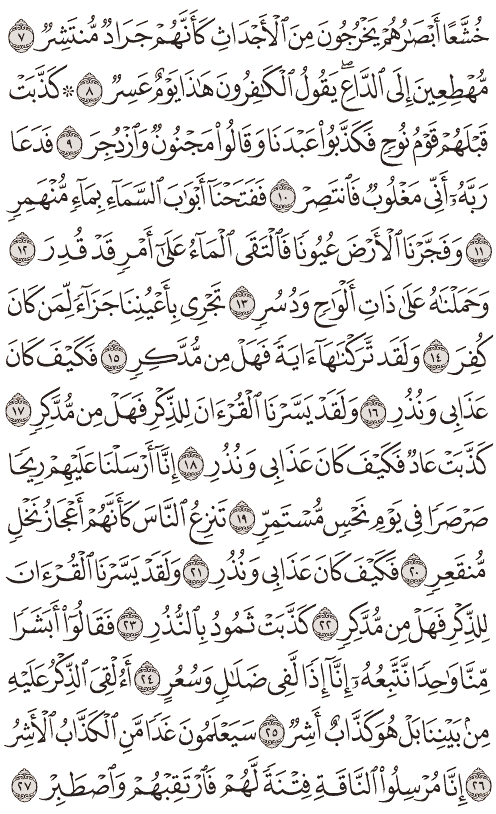 خُشَّعًا أَبْصَٰرُهُمْ يَخْرُجُونَ مِنَ ٱلْأَجْدَاثِ كَأَنَّهُمْ جَرَادٌ مُّنتَشِرٌ ٧
مُّهْطِعِينَ إِلَى ٱلدَّاعِ ۖ يَقُولُ ٱلْكَٰفِرُونَ هَٰذَا يَوْمٌ عَسِرٌ ٨ ۞ كَذَّبَتْ
قَبْلَهُمْ قَوْمُ نُوحٍ فَكَذَّبُوا۟ عَبْدَنَا وَقَالُوا۟ مَجْنُونٌ وَٱزْدُجِرَ ٩ فَدَعَا
رَبَّهُۥٓ أَنِّى مَغْلُوبٌ فَٱنتَصِرْ ١٠ فَفَتَحْنَآ أَبْوَٰبَ ٱلسَّمَآءِ بِمَآءٍ مُّنْهَمِرٍ
١١ وَفَجَّرْنَا ٱلْأَرْضَ عُيُونًا فَٱلْتَقَى ٱلْمَآءُ عَلَىٰٓ أَمْرٍ قَدْ قُدِرَ ١٢
وَحَمَلْنَٰهُ عَلَىٰ ذَاتِ أَلْوَٰحٍ وَدُسُرٍ ١٣ تَجْرِى بِأَعْيُنِنَا جَزَآءً لِّمَن كَانَ
كُفِرَ ١٤ وَلَقَد تَّرَكْنَٰهَآ ءَايَةً فَهَلْ مِن مُّدَّكِرٍ ١٥ فَكَيْفَ كَانَ
عَذَابِى وَنُذُرِ ١٦ وَلَقَدْ يَسَّرْنَا ٱلْقُرْءَانَ لِلذِّكْرِ فَهَلْ مِن مُّدَّكِرٍ ١٧
كَذَّبَتْ عَادٌ فَكَيْفَ كَانَ عَذَابِى وَنُذُرِ ١٨ إِنَّآ أَرْسَلْنَا عَلَيْهِمْ رِيحًا
صَرْصَرًا فِى يَوْمِ نَحْسٍ مُّسْتَمِرٍّ ١٩ تَنزِعُ ٱلنَّاسَ كَأَنَّهُمْ أَعْجَازُ نَخْلٍ
مُّنقَعِرٍ ٢٠ فَكَيْفَ كَانَ عَذَابِى وَنُذُرِ ٢١ وَلَقَدْ يَسَّرْنَا ٱلْقُرْءَانَ
لِلذِّكْرِ فَهَلْ مِن مُّدَّكِرٍ ٢٢ كَذَّبَتْ ثَمُودُ بِٱلنُّذُرِ ٢٣ فَقَالُوٓا۟ أَبَشَرًا
مِّنَّا وَٰحِدًا نَّتَّبِعُهُۥٓ إِنَّآ إِذًا لَّفِى ضَلَٰلٍ وَسُعُرٍ ٢٤ أَءُلْقِىَ ٱلذِّكْرُ عَلَيْهِ
مِنۢ بَيْنِنَا بَلْ هُوَ كَذَّابٌ أَشِرٌ ٢٥ سَيَعْلَمُونَ غَدًا مَّنِ ٱلْكَذَّابُ ٱلْأَشِرُ
٢٦ إِنَّا مُرْسِلُوا۟ ٱلنَّاقَةِ فِتْنَةً لَّهُمْ فَٱرْتَقِبْهُمْ وَٱصْطَبِرْ ٢٧